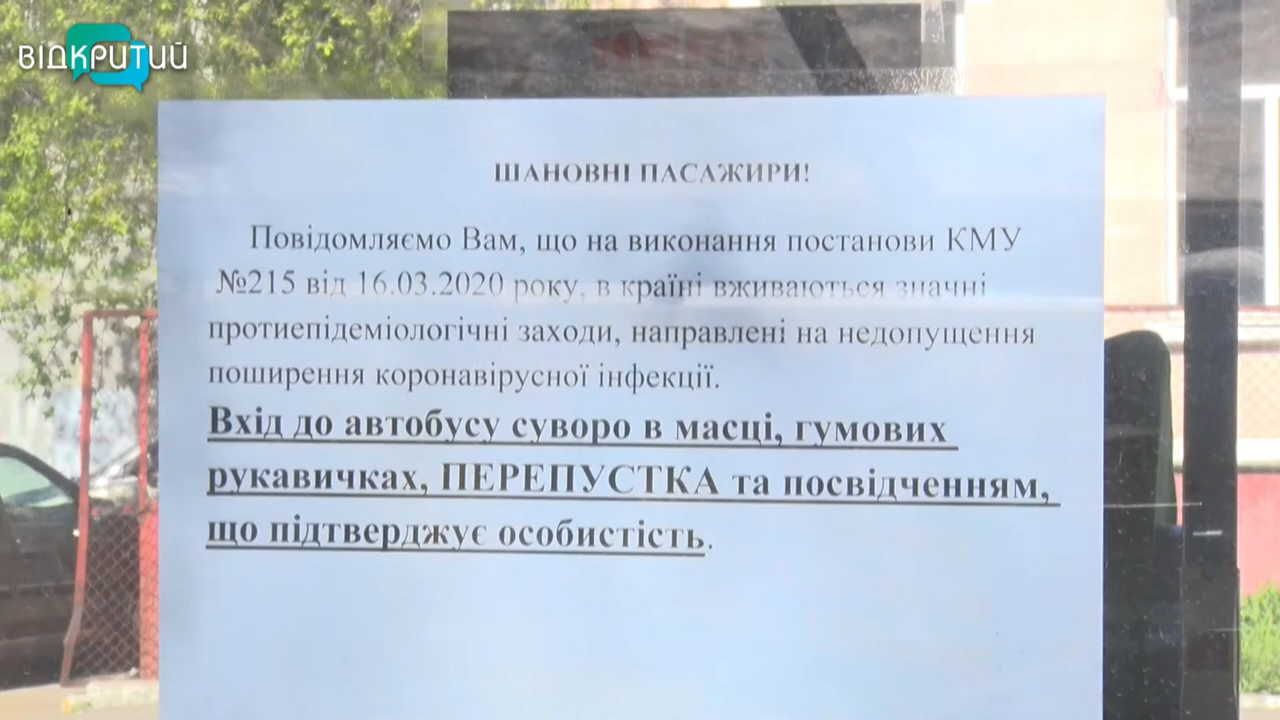 ВІДКРИТИЙ
ШАНОВНІ ПАСАЖИРИ!
Повідомляємо Вам, що на виконання постанови КМУ
№215 від 16.03.2020 року, в країні вживаються значні
протиепідеміологічні заходи, направлені на недопущення
поширення коронавірусної інфекції.
Вхід до автобусу суворо в масці, гумових
рукавичках, ПЕРЕПУСТКА та посвідченням,
що підтверджує особистість.